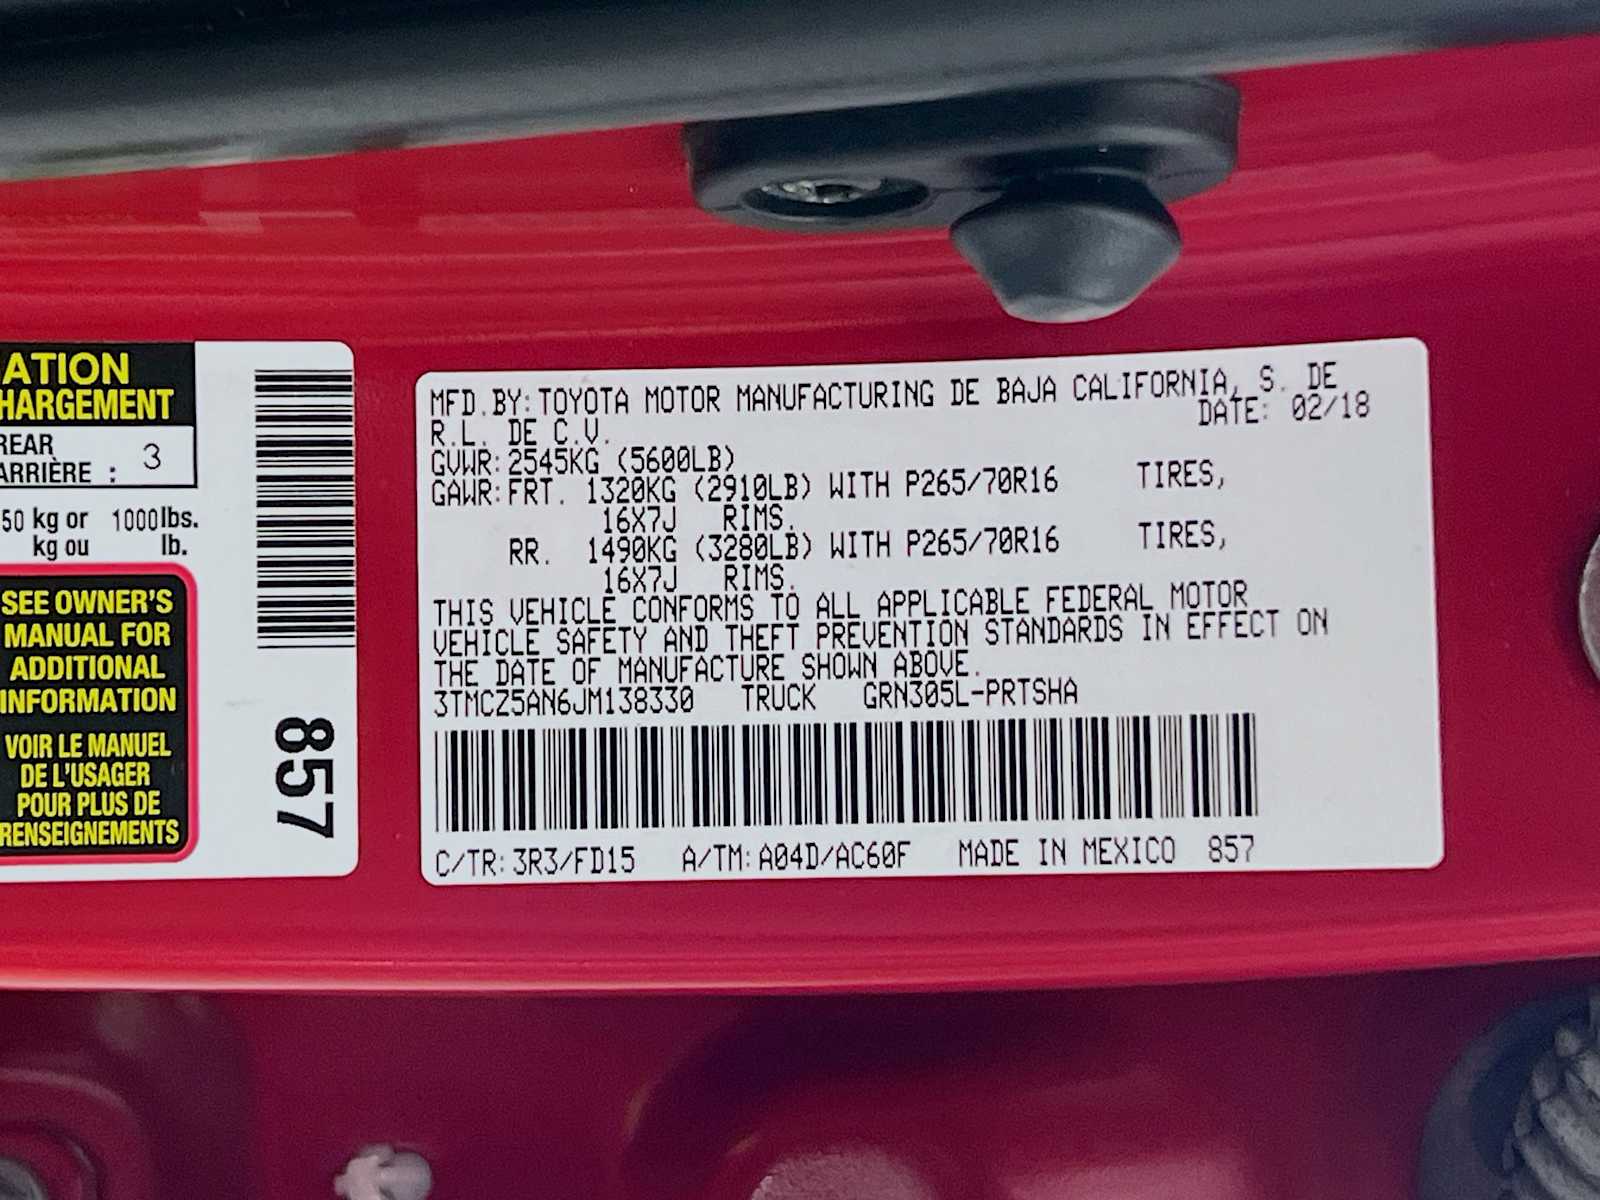 ATION
HARGEMENT
REAR
ARRIÈRE : 3
50 kg or 1000 lbs.
kg ou lb.
SEE OWNER'S
MANUAL FOR
ADDITIONAL
INFORMATION
VOIR LE MANUEL
DE L'USAGER
POUR PLUS DE
RENSEIGNEMENTS
857
MFD.BY:TOYOTA MOTOR MANUFACTURING DE BAJA CALIFORNIA, S. DE
R.L. DE C.V. DATE: 02/18
GVWR:2545KG (5600LB)
GAWR:FRT. 1320KG (2910LB) WITH P265/70R16 TIRES,
16X7J RIMS.
RR. 1490KG (3280LB) WITH P265/70R16 TIRES,
16X7J RIMS.
THIS VEHICLE CONFORMS TO ALL APPLICABLE FEDERAL MOTOR
VEHICLE SAFETY AND THEFT PREVENTION STANDARDS IN EFFECT ON
THE DATE OF MANUFACTURE SHOWN ABOVE.
3TMCZ5AN6JM138330 TRUCK GRN305L-PRTSHA
C/TR:3R3/FD15 A/TM:A04D/AC60F MADE IN MEXICO 857